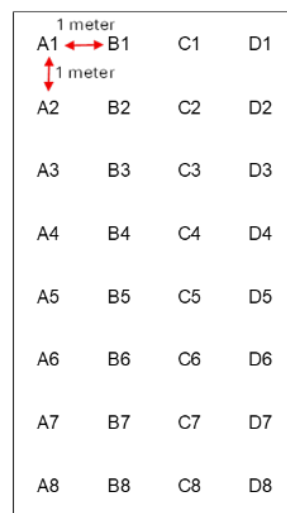 1 meter
A1 B1 C1 D1
1 meter
A2 B2 C2 D2
A3 B3 C3 D3
A4 B4 C4 D4
A5 B5 C5 D5
A6 B6 C6 D6
A7 B7 C7 D7
A8 B8 C8 D8